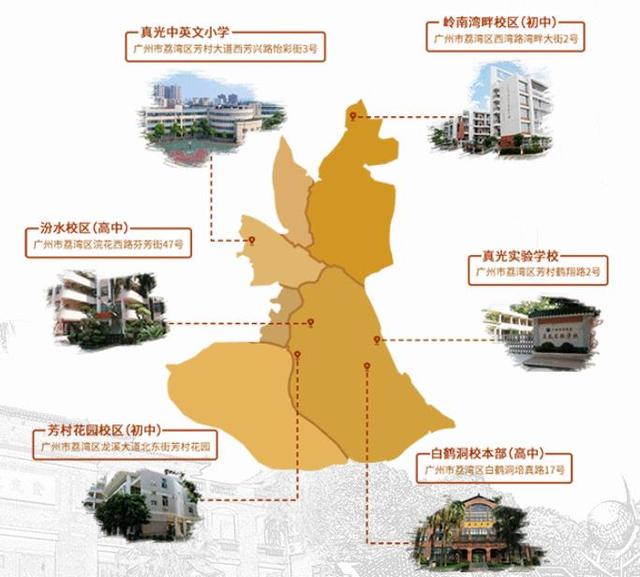 真光中英文小学
广州市荔湾区芳村大道西芳兴路怡彩街3号
岭南湾畔校区(初中)
广州市荔湾区西湾路湾畔大街2号
汾水校区(高中)
广州市荔湾区浣花西路芬芳街47号
真光实验学校
广州市荔湾区芳村鹤翔路2号
芳村花园校区(初中)
广州市荔湾区龙溪大道北东街芳村花园
白鹤洞校本部(高中)
广州市荔湾区白鹤洞培真路17号